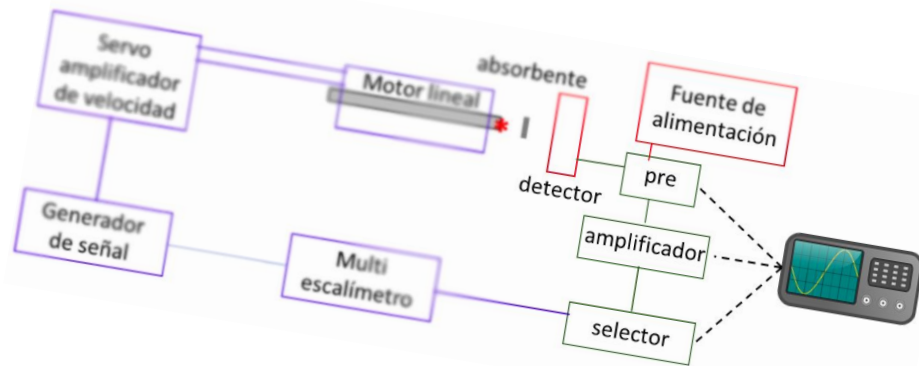 Servo
amplificador
de velocidad
Motor lineal
absorbente
Fuente de
alimentación
detector
pre
amplificador
Generador
de señal
Multi
escalímetro
selector